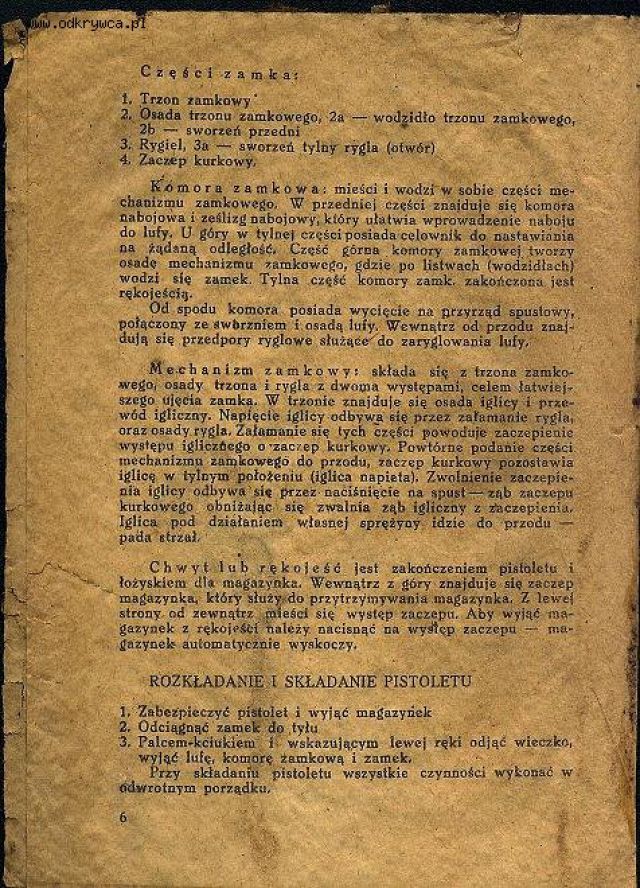 www.odkrywca.pl
Części zamka:
1. Trzon zamkowy
2. Osada trzonu zamkowego, 2a — wodzidło trzonu zamkowego,
2b — sworzeń przedni
3. Rygiel, 3a — sworzeń tylny rygla (otwór)
4. Zaczep kurkowy.
Komora zamkowa: mieści i wodzi w sobie części me-
chanizmu zamkowego. W przedniej części znajduje się komora
nabojowa i ześlizg nabojowy, który ułatwia wprowadzenie naboju
do lufy. U góry w tylnej części posiada celownik do nastawiania
na żądaną odległość. Część górna komory zamkowej tworzy
osadę mechanizmu zamkowego, gdzie po listwach (wodzidłach)
wodzi się zamek. Tylna część komory zamk. zakończona jest
rękojeścią.
Od spodu komora posiada wycięcie na przyrząd spustowy,
połączony ze sworzniem i osadą lufy. Wewnątrz od przodu znaj-
dują się przedpory ryglowe służące do zaryglowania lufy.
Mechanizm zamkowy: składa się z trzona zamko-
wego, osady trzona i rygla z dwoma występami, celem łatwiej-
szego ujęcia zamka. W trzonie znajduje się osada iglicy i prze-
wód igliczny. Napięcie iglicy odbywa się przez załamanie rygla,
oraz osady rygla. Załamanie się tych części powoduje zaczepienie
występu iglicznego o zaczep kurkowy. Powtórne podanie części
mechanizmu zamkowego do przodu, zaczep kurkowy pozostawia
iglicę w tylnym położeniu (iglica napięta). Zwolnienie zaczepie-
nia iglicy odbywa się przez naciśnięcie na spust — ząb zaczepu
kurkowego obniżając się zwalnia ząb igliczny z zaczepienia.
Iglica pod działaniem własnej sprężyny idzie do przodu —
pada strzał.
Chwyt lub rękojeść jest zakończeniem pistoletu i
łożyskiem dla magazynka. Wewnątrz z góry znajduje się zaczep
magazynka, który służy do przytrzymywania magazynka. Z lewej
strony od zewnątrz mieści się występ zaczepu. Aby wyjąć ma-
gazynek z rękojeści należy nacisnąć na występ zaczepu — ma-
gazynek automatycznie wyskoczy.
ROZKŁADANIE I SKŁADANIE PISTOLETU
1. Zabezpieczyć pistolet i wyjąć magazynek
2. Odciągnąć zamek do tyłu
3. Palcem-kciukiem i wskazującym lewej ręki odjąć wieczko,
wyjąć lufę, komorę zamkową i zamek.
Przy składaniu pistoletu wszystkie czynności wykonać w
odwrotnym porządku.
6